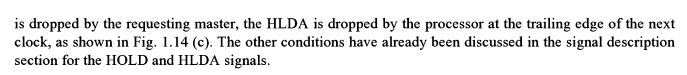 is dropped by the requesting master, the HLDA is dropped by the processor at the trailing edge of the next
clock, as shown in Fig. 1.14 (c). The other conditions have already been discussed in the signal description
section for the HOLD and HLDA signals.